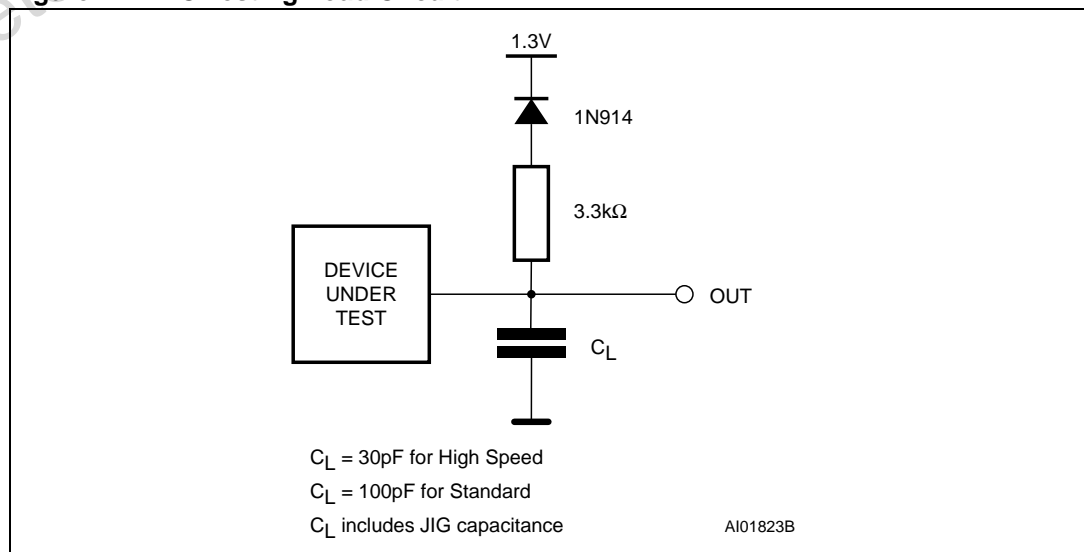 1.3V
1N914
3.3kΩ
DEVICE
UNDER
TEST
OUT
CL
CL = 30pF for High Speed
CL = 100pF for Standard
CL includes JIG capacitance
AI01823B